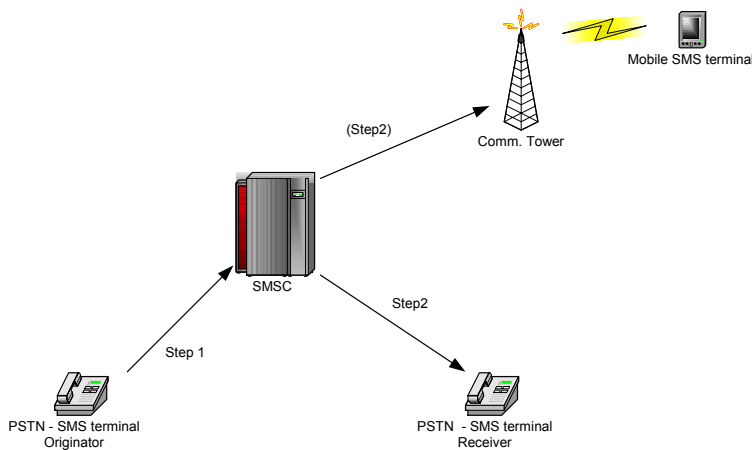 Mobile SMS terminal
(Step2)
Comm. Tower
SMSC
Step2
Step 1
PSTN - SMS terminal
Originator
PSTN - SMS terminal
Receiver